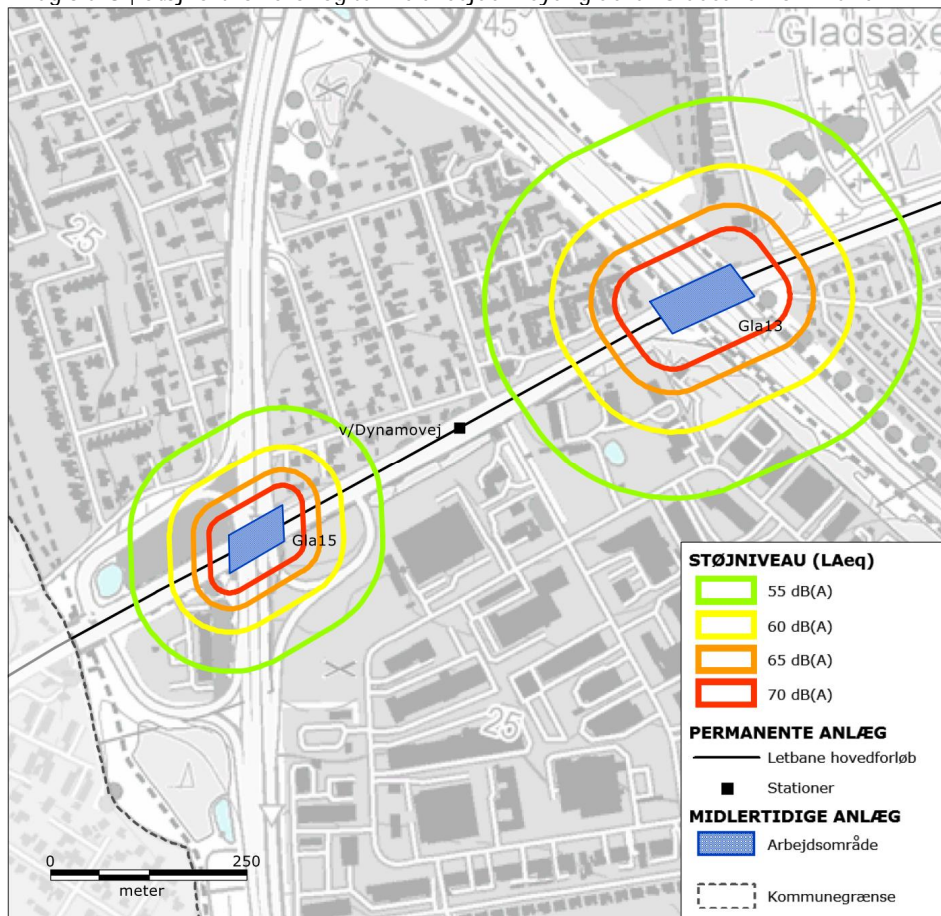 45
Gladsaxe
25
Gla13
v/Dynamovej
Gla15
25
0 250
meter
STØJNIVEAU (LAeq)
55 dB(A)
60 dB(A)
65 dB(A)
70 dB(A)
PERMANENTE ANLÆG
Letbane hovedforløb
Stationer
MIDLERTIDIGE ANLÆG
Arbejdsområde
Kommunegrænse